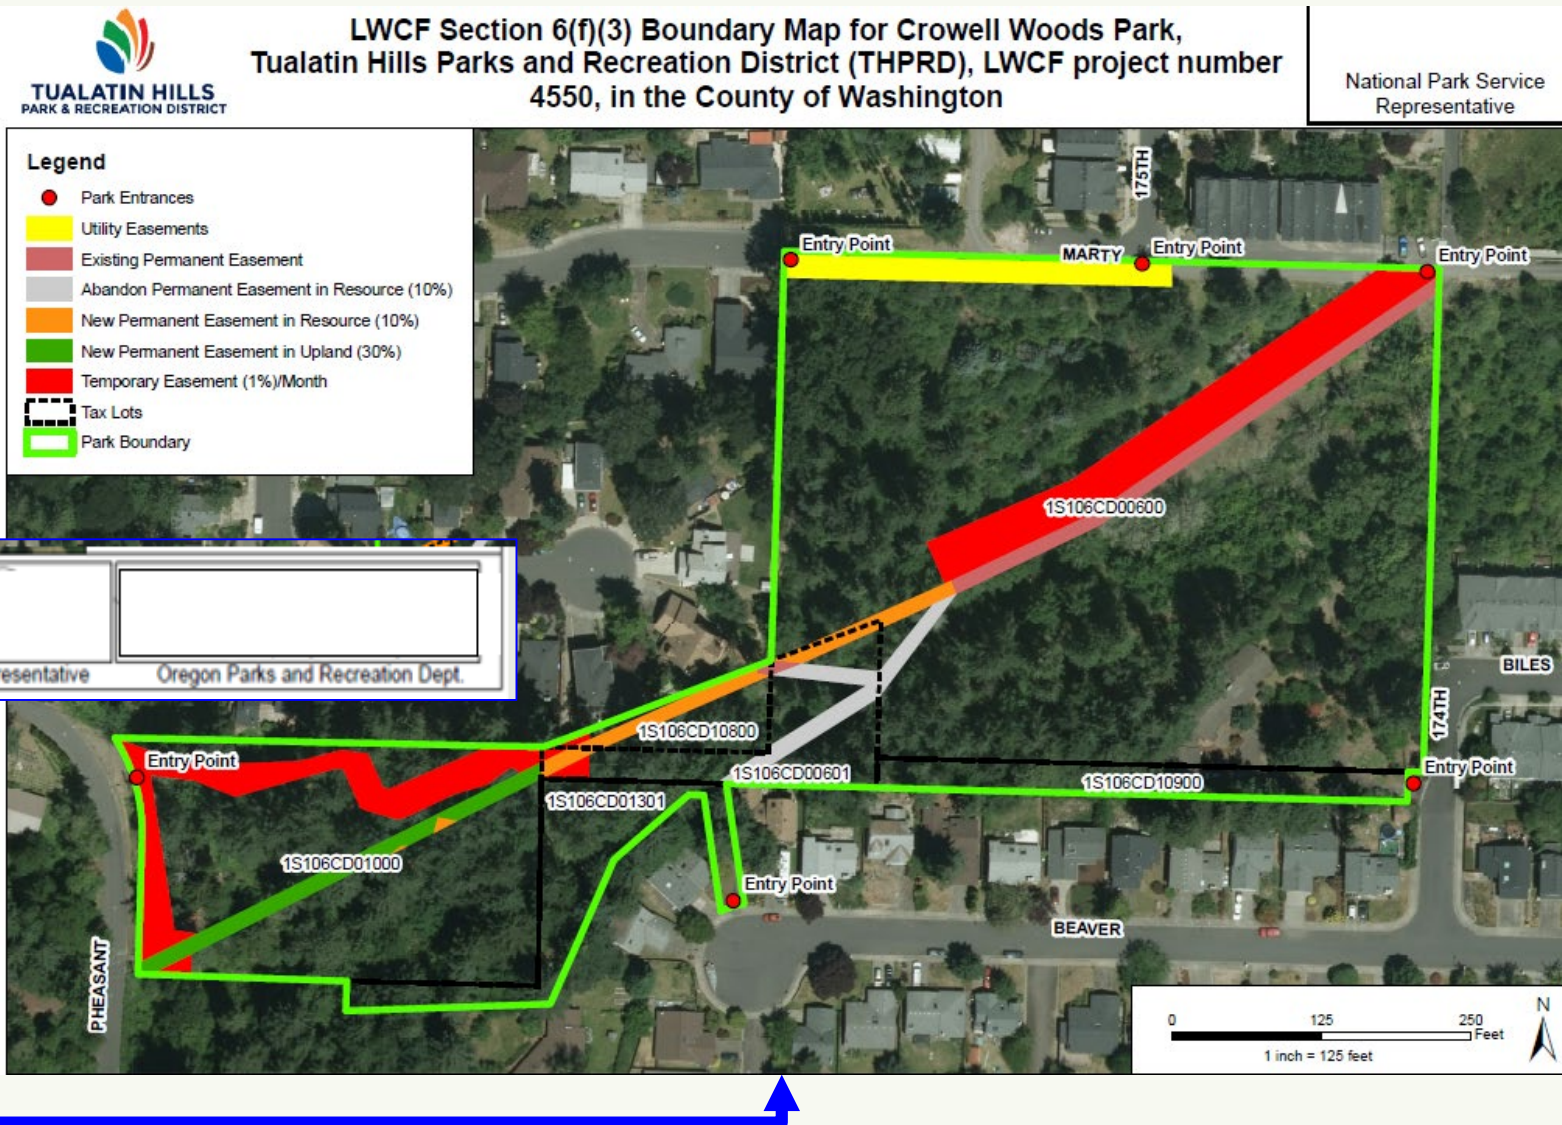 TUALATIN HILLS
PARK & RECREATION DISTRICT
LWCF Section 6(f)(3) Boundary Map for Crowell Woods Park,
Tualatin Hills Parks and Recreation District (THPRD), LWCF project number
4550, in the County of Washington
National Park Service
Representative
Legend
Park Entrances
Utility Easements
Existing Permanent Easement
Abandon Permanent Easement in Resource (10%)
New Permanent Easement in Resource (10%)
New Permanent Easement in Upland (30%)
Temporary Easement (1%)/Month
Tax Lots
Park Boundary
175TH
Entry Point
MARTY
Entry Point
Entry Point
1S106CD00600
resentative
Oregon Parks and Recreation Dept.
BILES
174TH
1S106CD10800
Entry Point
1S106CD00601
1S106CD10900
Entry Point
1S106CD01301
1S106CD01000
Entry Point
BEAVER
PHEASANT
0 125 250
Feet
1 inch = 125 feet
N